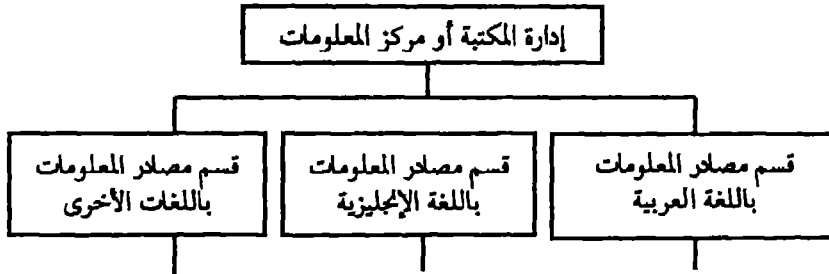 إدارة المكتبة أو مركز المعلومات
قسم مصادر المعلومات
باللغة العربية
قسم مصادر المعلومات
باللغة الإنجليزية
قسم مصادر المعلومات
باللغات الأخرى